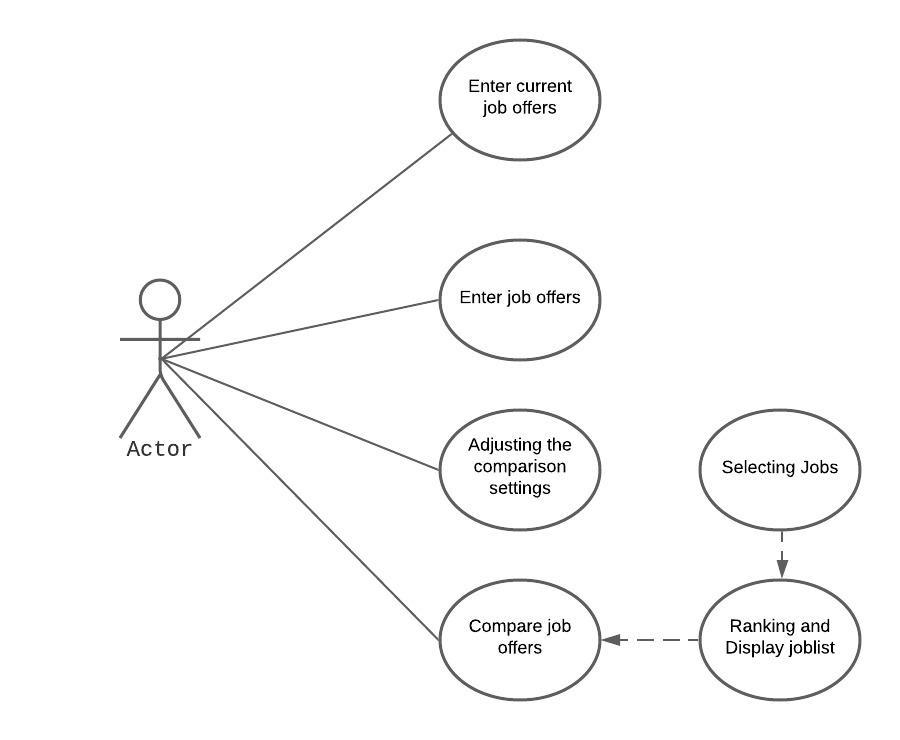 Enter current
job offers
Enter job offers
Actor
Adjusting the
comparison
settings
Selecting Jobs
Compare job
offers
Ranking and
Display joblist